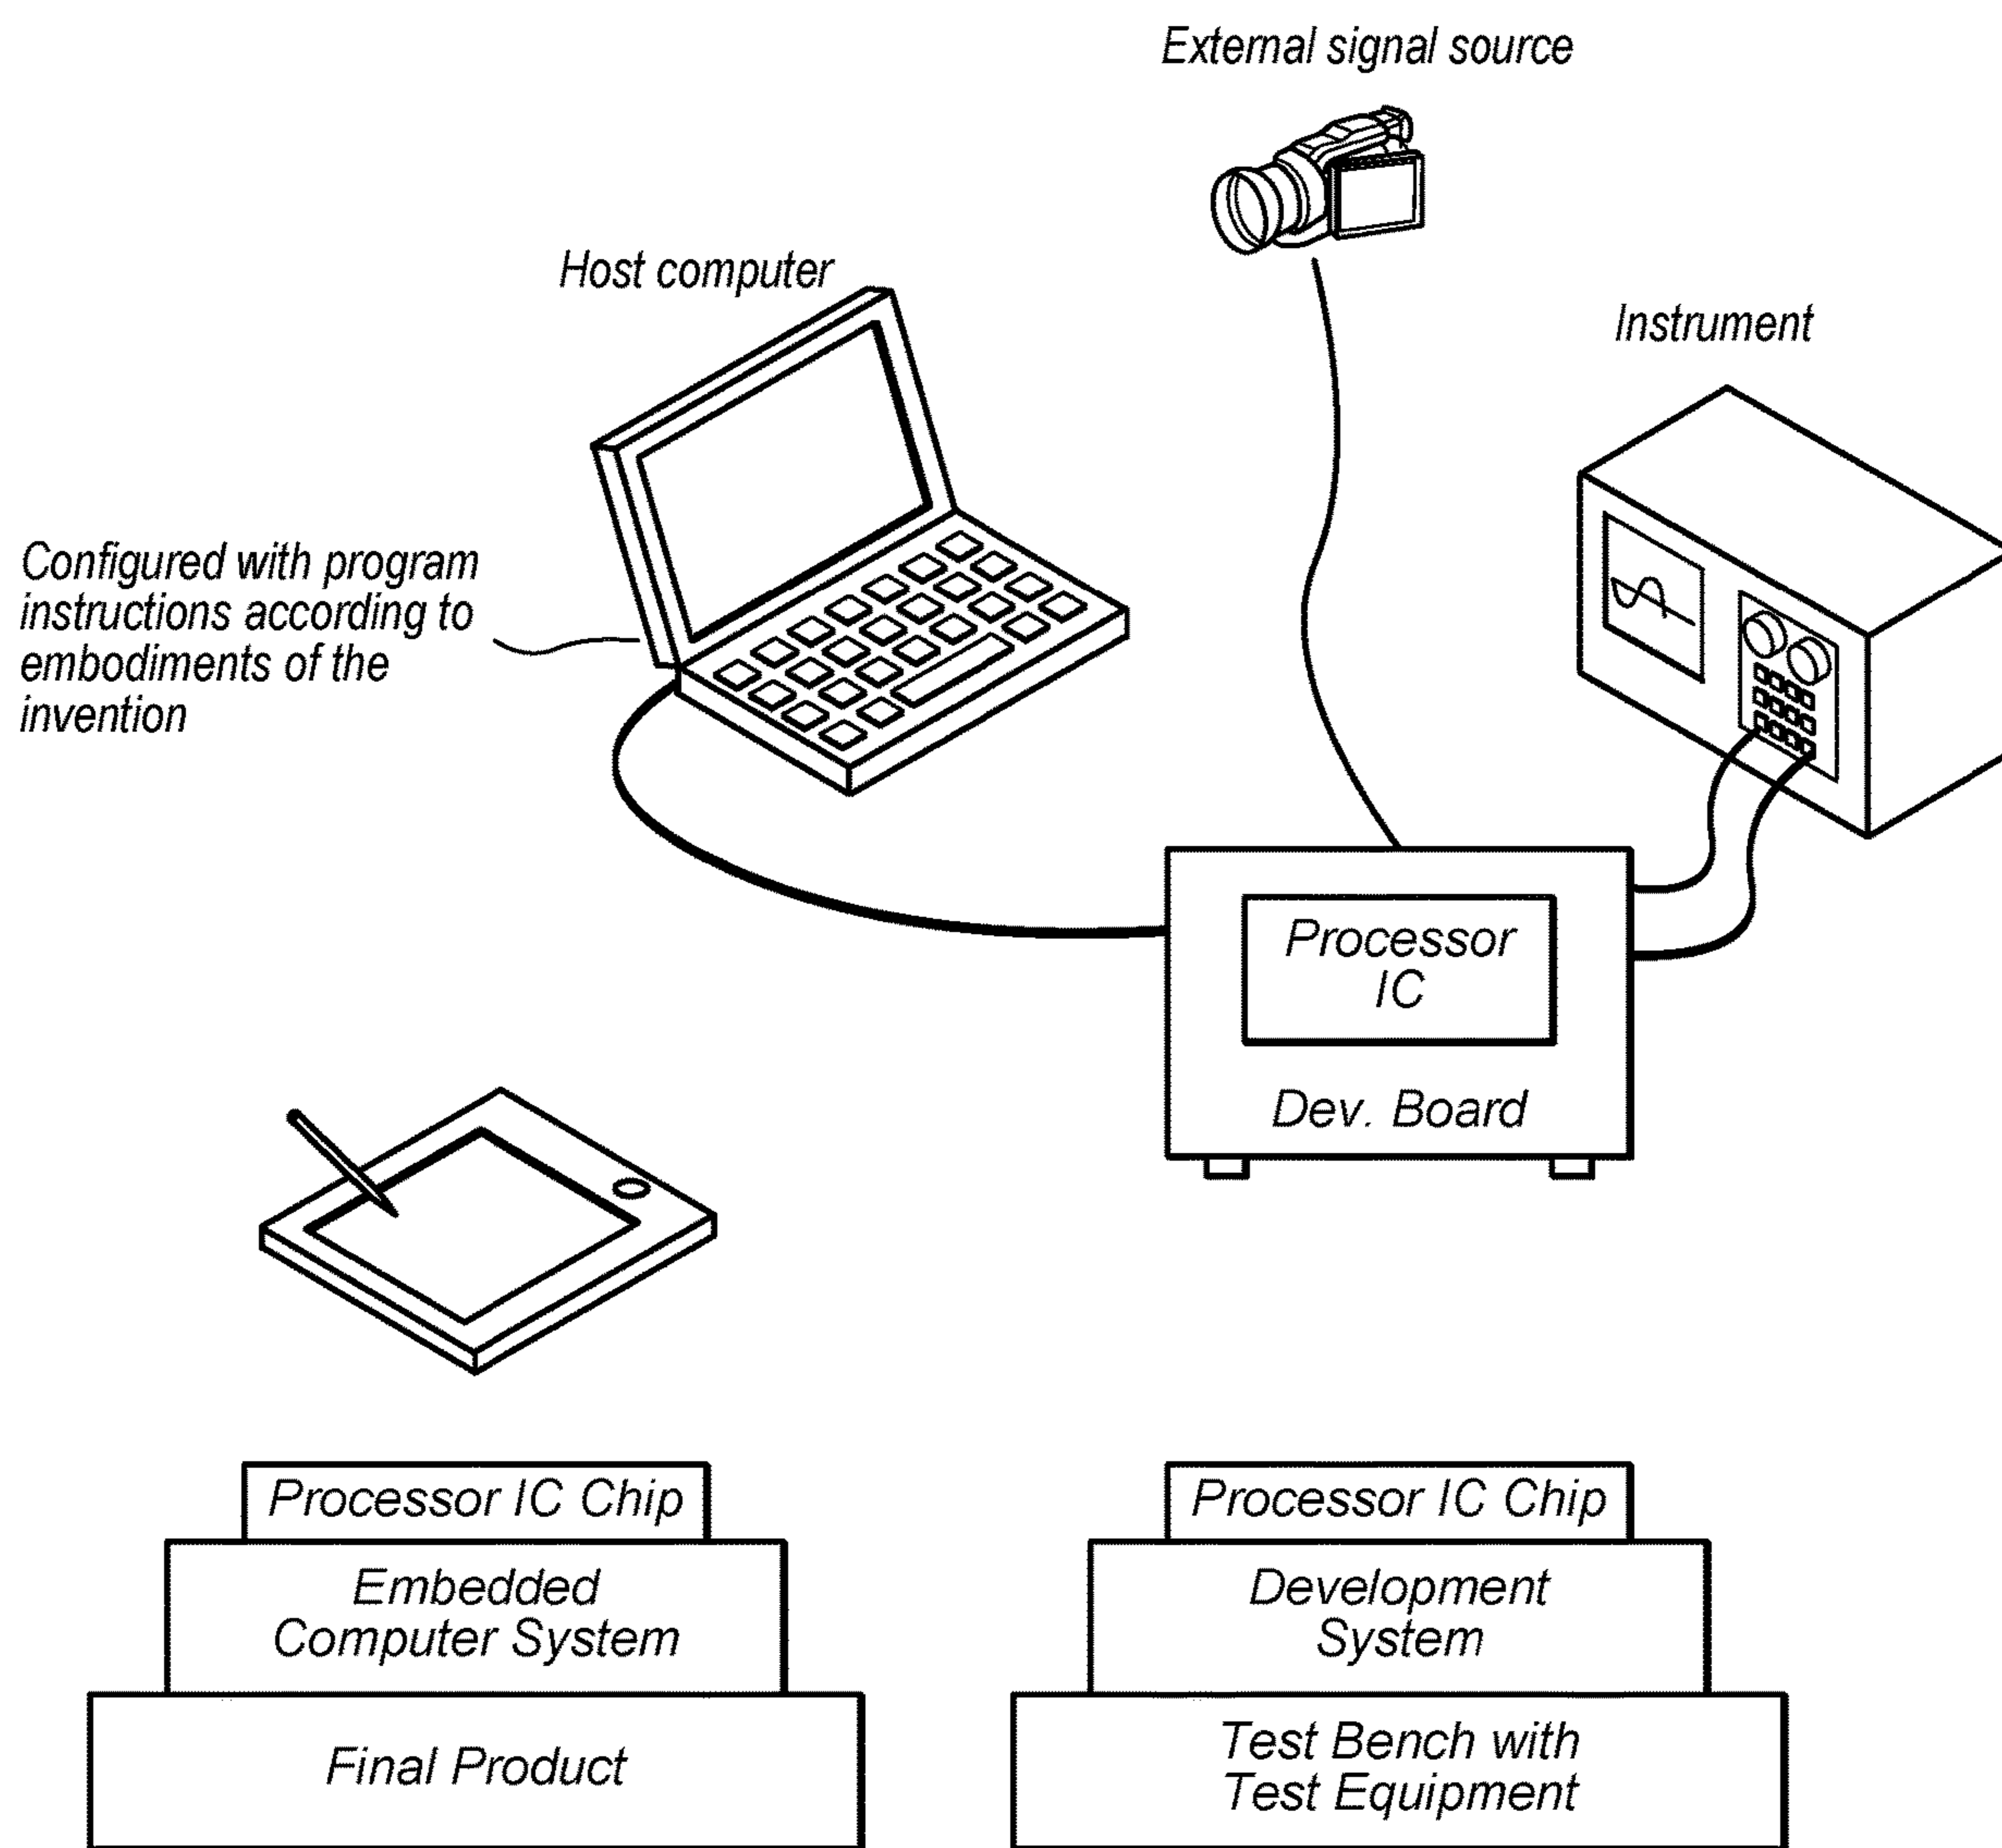 External signal source
Host computer
Instrument
Configured with program
instructions according to
embodiments of the
invention
Processor
IC
Dev. Board
Processor IC Chip
Embedded
Computer System
Final Product
Processor IC Chip
Development
System
Test Bench with
Test Equipment